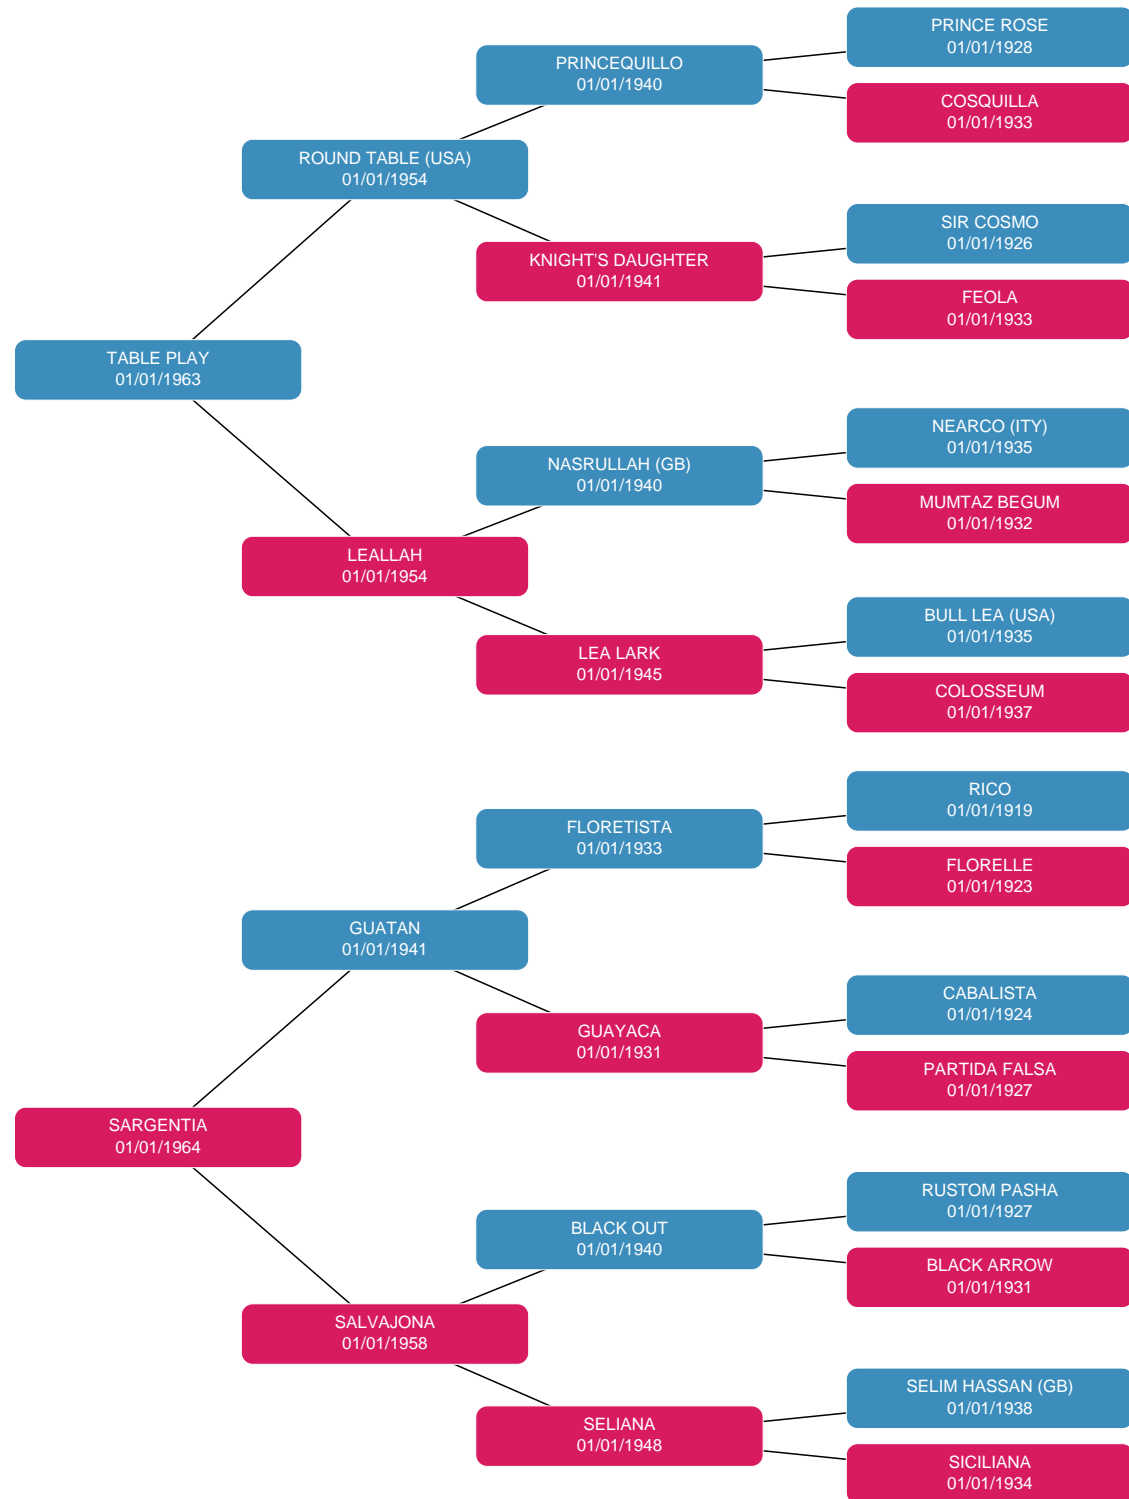 PRINCE ROSE
01/01/1928
PRINCEQUILLO
01/01/1940
COSQUILLA
01/01/1933
ROUND TABLE (USA)
01/01/1954
SIR COSMO
01/01/1926
KNIGHT'S DAUGHTER
01/01/1941
FEOLA
01/01/1933
TABLE PLAY
01/01/1963
NEARCO (ITY)
01/01/1935
NASRULLAH (GB)
01/01/1940
MUMTAZ BEGUM
01/01/1932
LEALLAH
01/01/1954
BULL LEA (USA)
01/01/1935
LEA LARK
01/01/1945
COLOSSEUM
01/01/1937
RICO
01/01/1919
FLORETISTA
01/01/1933
FLORELLE
01/01/1923
GUATAN
01/01/1941
CABALISTA
01/01/1924
GUAYACA
01/01/1931
PARTIDA FALSA
01/01/1927
SARGENTIA
01/01/1964
RUSTOM PASHA
01/01/1927
BLACK OUT
01/01/1940
BLACK ARROW
01/01/1931
SALVAJONA
01/01/1958
SELIM HASSAN (GB)
01/01/1938
SELIANA
01/01/1948
SICILIANA
01/01/1934